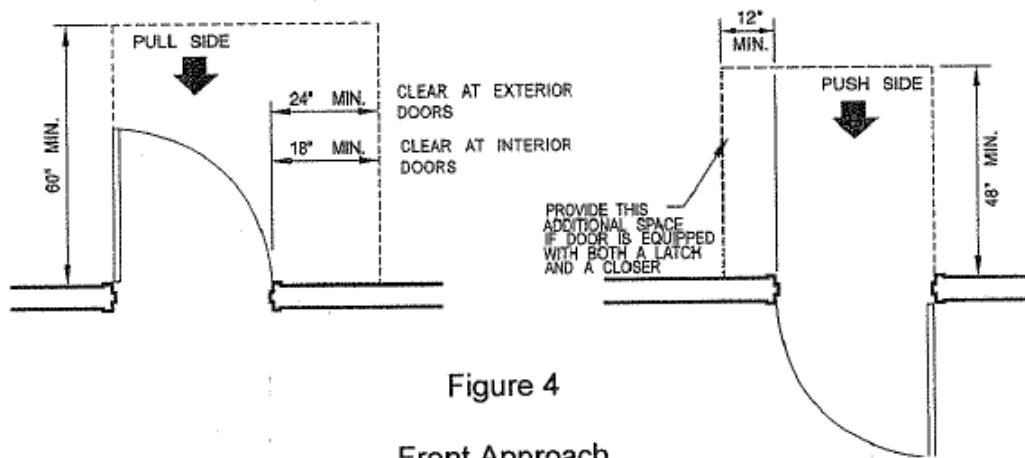 PULL SIDE
60" MIN.
24" MIN.
CLEAR AT EXTERIOR
DOORS
18" MIN.
CLEAR AT INTERIOR
DOORS
12"
MIN.
PUSH SIDE
48" MIN.
PROVIDE THIS
ADDITIONAL SPACE
IF DOOR IS EQUIPPED
WITH BOTH A LATCH
AND A CLOSER
Figure 4
Front Approach